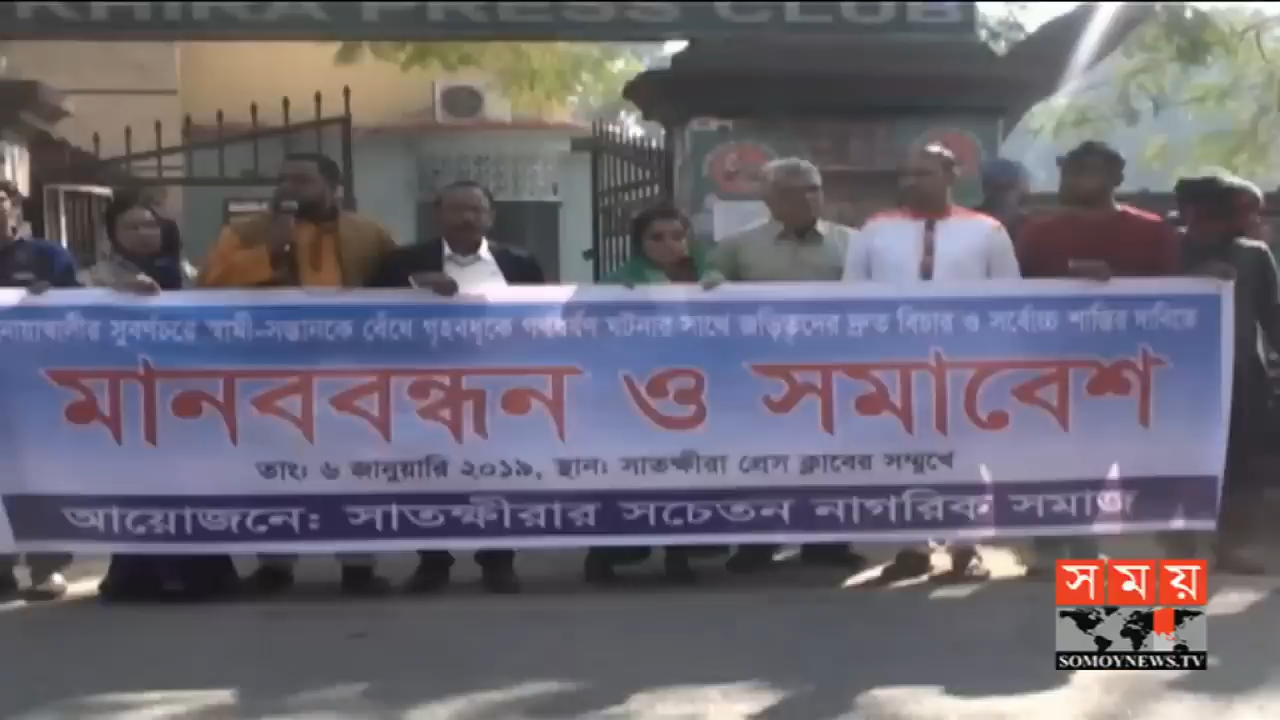 KHIRA PRESS CLUB
নোয়াখালীর সুবর্ণচরে স্বামী-সন্তানকে বেঁধে গৃহবধূকে গণধর্ষণ ঘটনার সাথে জড়িতদের দ্রুত বিচার ও সর্বোচ্চ শাস্তির দাবিতে
মানববন্ধন ও সমাবেশ
তাং: ৬ জানুয়ারি ২০১৯, স্থান: সাতক্ষীরা প্রেস ক্লাবের সম্মুখে
আয়োজনে: সাতক্ষীরার সচেতন নাগরিক সমাজ
সময়
SOMOYNEWS.TV